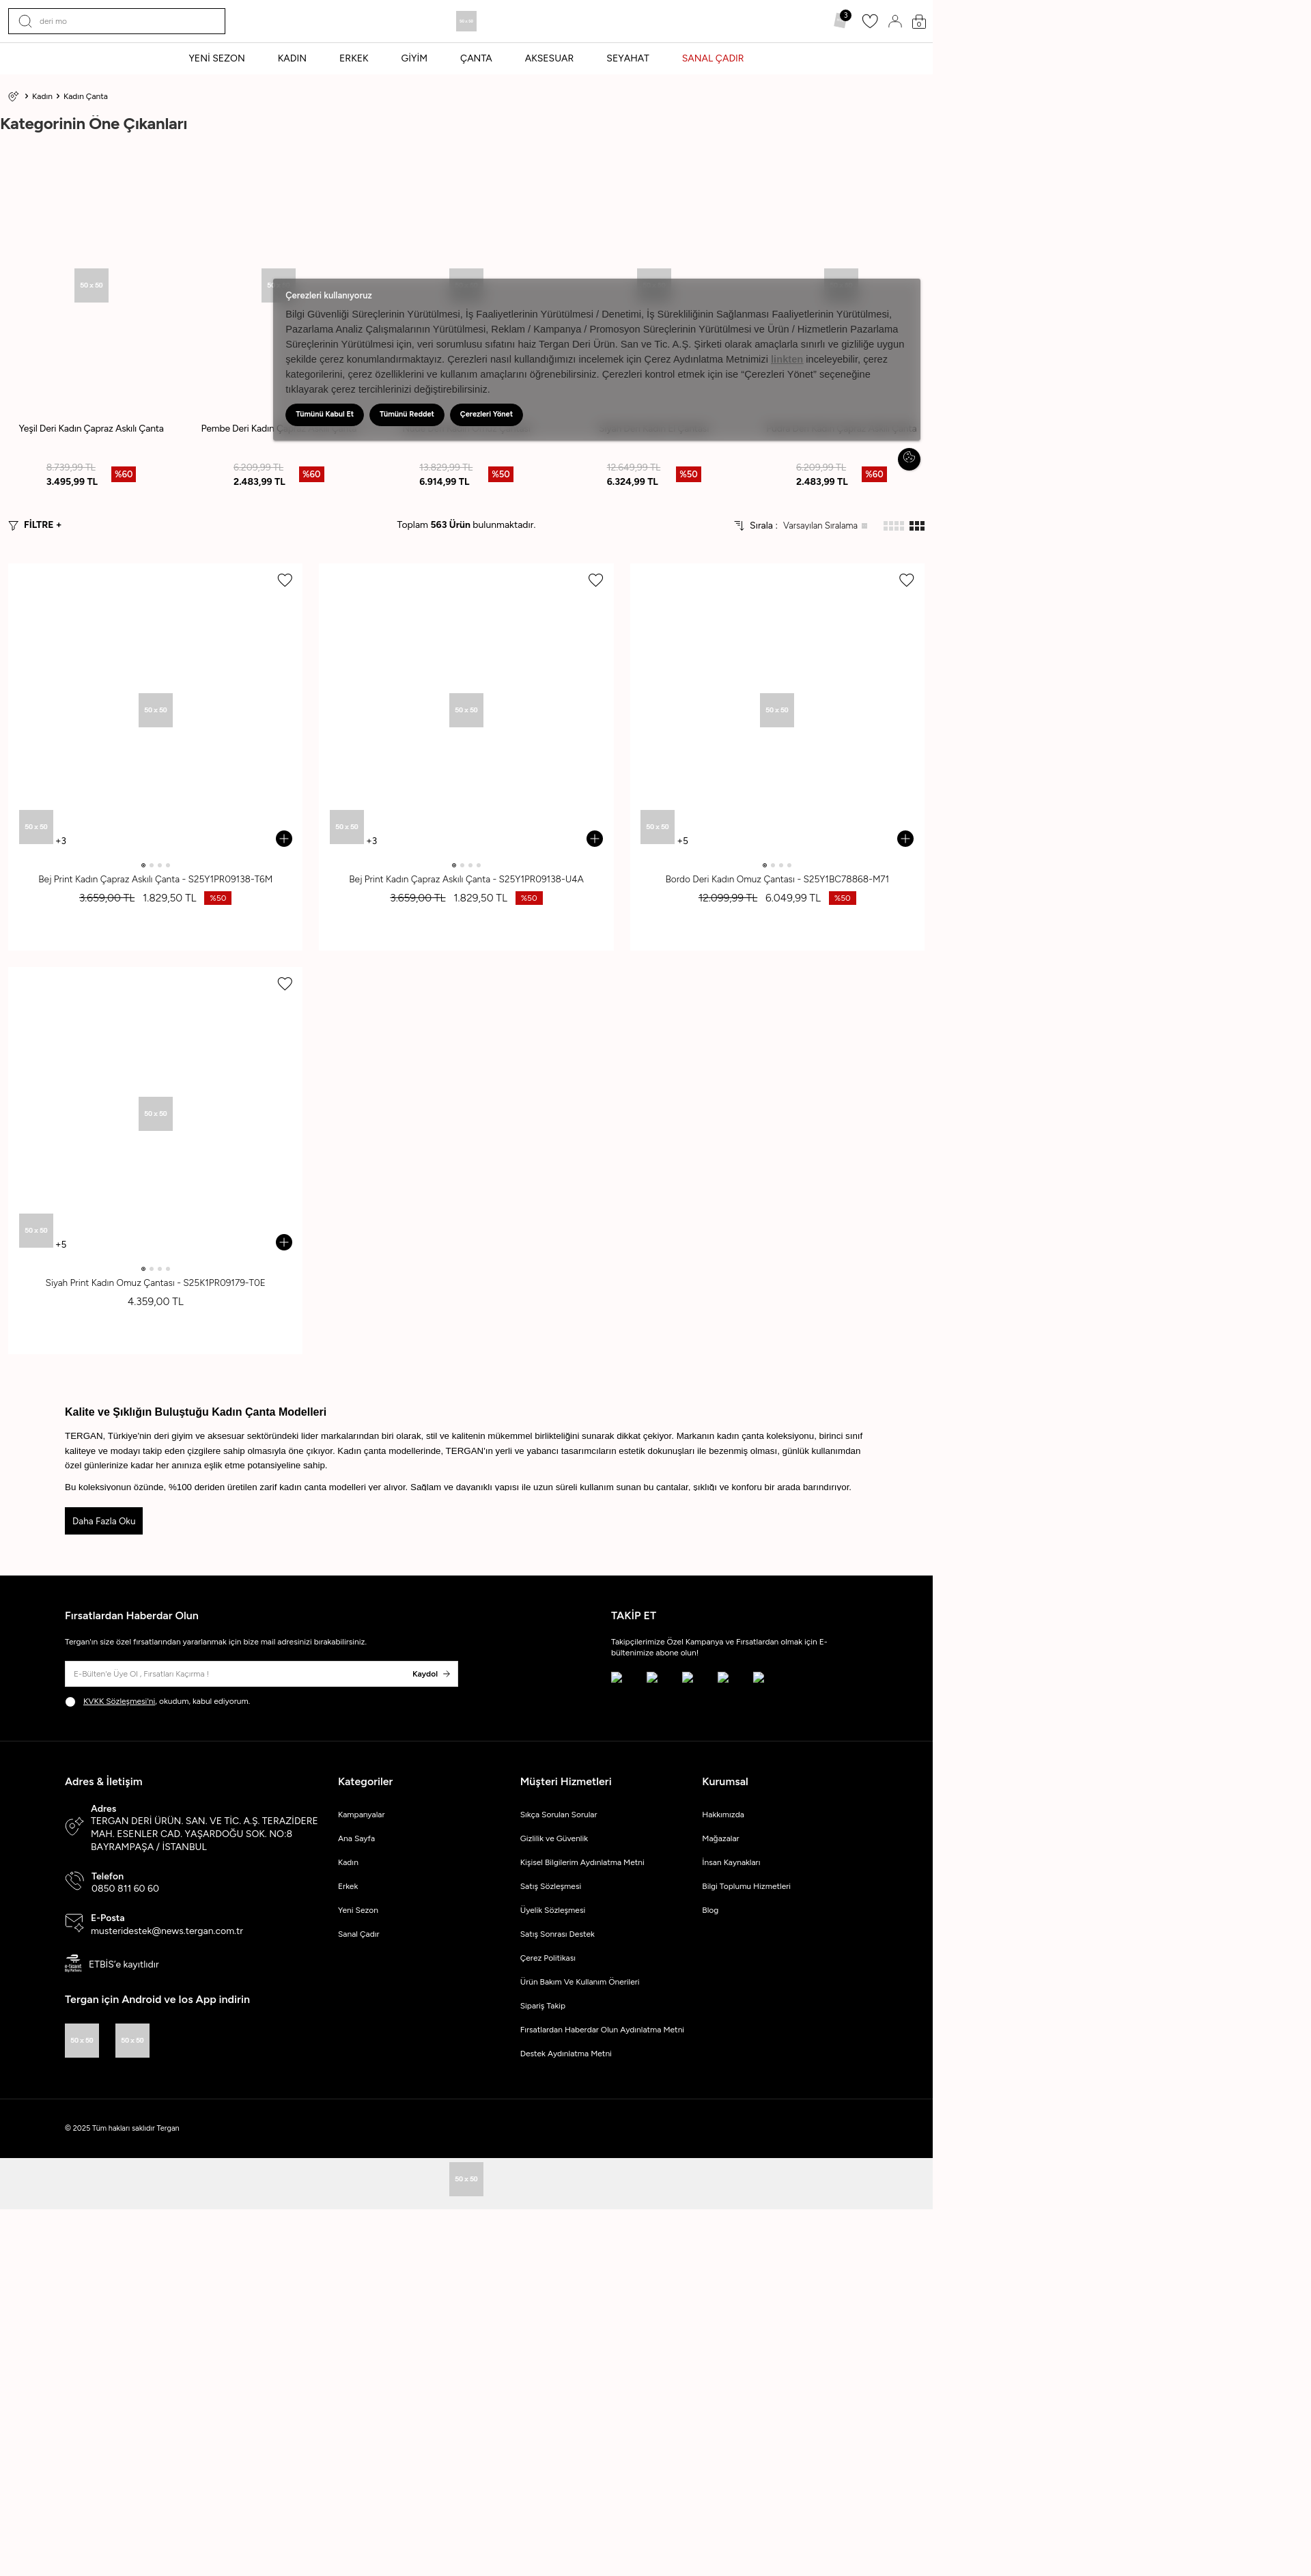 deri mo
50 x 50
3
0
YENİ SEZON
KADIN
ERKEK
GİYİM
ÇANTA
AKSESUAR
SEYAHAT
SANAL ÇADIR
Kadın
Kadın Çanta
Kategorinin Öne Çıkanları
50 x 50
Çerezleri kullanıyoruz
Bilgi Güvenliği Süreçlerinin Yürütülmesi, İş Faaliyetlerinin Yürütülmesi / Denetimi, İş Sürekliliğinin Sağlanması Faaliyetlerinin Yürütülmesi,
Pazarlama Analiz Çalışmalarının Yürütülmesi, Reklam / Kampanya / Promosyon Süreçlerinin Yürütülmesi ve Ürün / Hizmetlerin Pazarlama
Süreçlerinin Yürütülmesi için, veri sorumlusu sıfatını haiz Tergan Deri Ürün. San ve Tic. A.Ş. Şirketi olarak amaçlarla sınırlı ve gizliliğe uygun
şekilde çerez konumlandırmaktayız. Çerezleri nasıl kullandığımızı incelemek için Çerez Aydınlatma Metnimizi linkten inceleyebilir, çerez
kategorilerini, çerez özelliklerini ve kullanım amaçlarını öğrenebilirsiniz. Çerezleri kontrol etmek için ise “Çerezleri Yönet” seçeneğine
tıklayarak çerez tercihlerinizi değiştirebilirsiniz.
Tümünü Kabul Et
Tümünü Reddet
Çerezleri Yönet
Yeşil Deri Kadın Çapraz Askılı Çanta
Pembe Deri Kadın
8.739,99 TL
3.495,99 TL
%60
6.209,99 TL
2.483,99 TL
%60
13.829,99 TL
6.914,99 TL
%50
12.649,99 TL
6.324,99 TL
%50
6.209,99 TL
2.483,99 TL
%60
FİLTRE +
Toplam 563 Ürün bulunmaktadır.
Sırala :
Varsayılan Sıralama
50 x 50
50 x 50
50 x 50
50 x 50
+3
50 x 50
+3
50 x 50
+5
Bej Print Kadın Çapraz Askılı Çanta - S25Y1PR09138-T6M
3.659,00 TL 1.829,50 TL %50
Bej Print Kadın Çapraz Askılı Çanta - S25Y1PR09138-U4A
3.659,00 TL 1.829,50 TL %50
Bordo Deri Kadın Omuz Çantası - S25Y1BC78868-M71
12.099,99 TL 6.049,99 TL %50
50 x 50
50 x 50
+5
Siyah Print Kadın Omuz Çantası - S25K1PR09179-T0E
4.359,00 TL
Kalite ve Şıklığın Buluştuğu Kadın Çanta Modelleri
TERGAN, Türkiye'nin deri giyim ve aksesuar sektöründeki lider markalarından biri olarak, stil ve kalitenin mükemmel birlikteliğini sunarak dikkat çekiyor. Markanın kadın çanta koleksiyonu, birinci sınıf
kaliteye ve modayı takip eden çizgilere sahip olmasıyla öne çıkıyor. Kadın çanta modellerinde, TERGAN'ın yerli ve yabancı tasarımcıların estetik dokunuşları ile bezenmiş olması, günlük kullanımdan
özel günlerinize kadar her anınıza eşlik etme potansiyeline sahip.
Bu koleksiyonun özünde, %100 deriden üretilen zarif kadın çanta modelleri yer alıyor. Sağlam ve dayanıklı yapısı ile uzun süreli kullanım sunan bu çantalar, şıklığı ve konforu bir arada barındırıyor.
Daha Fazla Oku
Fırsatlardan Haberdar Olun
Tergan'ın size özel fırsatlarından yararlanmak için bize mail adresinizi bırakabilirsiniz.
E-Bülten'e Üye Ol , Fırsatları Kaçırma !
Kaydol
KVKK Sözleşmesi'ni, okudum, kabul ediyorum.
TAKİP ET
Takipçilerimize Özel Kampanya ve Fırsatlardan olmak için E-
bültenimize abone olun!
Adres & İletişim
Adres
TERGAN DERİ ÜRÜN. SAN. VE TİC. A.Ş. TERAZİDERE
MAH. ESENLER CAD. YAŞARDOĞU SOK. NO:8
BAYRAMPAŞA / İSTANBUL
Telefon
0850 811 60 60
E-Posta
musteridestek@news.tergan.com.tr
ETBİS'e kayıtlıdır
Tergan için Android ve Ios App indirin
50 x 50
50 x 50
Kategoriler
Kampanyalar
Ana Sayfa
Kadın
Erkek
Yeni Sezon
Sanal Çadır
Müşteri Hizmetleri
Sıkça Sorulan Sorular
Gizlilik ve Güvenlik
Kişisel Bilgilerim Aydınlatma Metni
Satış Sözleşmesi
Üyelik Sözleşmesi
Satış Sonrası Destek
Çerez Politikası
Ürün Bakım Ve Kullanım Önerileri
Sipariş Takip
Fırsatlardan Haberdar Olun Aydınlatma Metni
Destek Aydınlatma Metni
Kurumsal
Hakkımızda
Mağazalar
İnsan Kaynakları
Bilgi Toplumu Hizmetleri
Blog
© 2025 Tüm hakları saklıdır Tergan
50 x 50